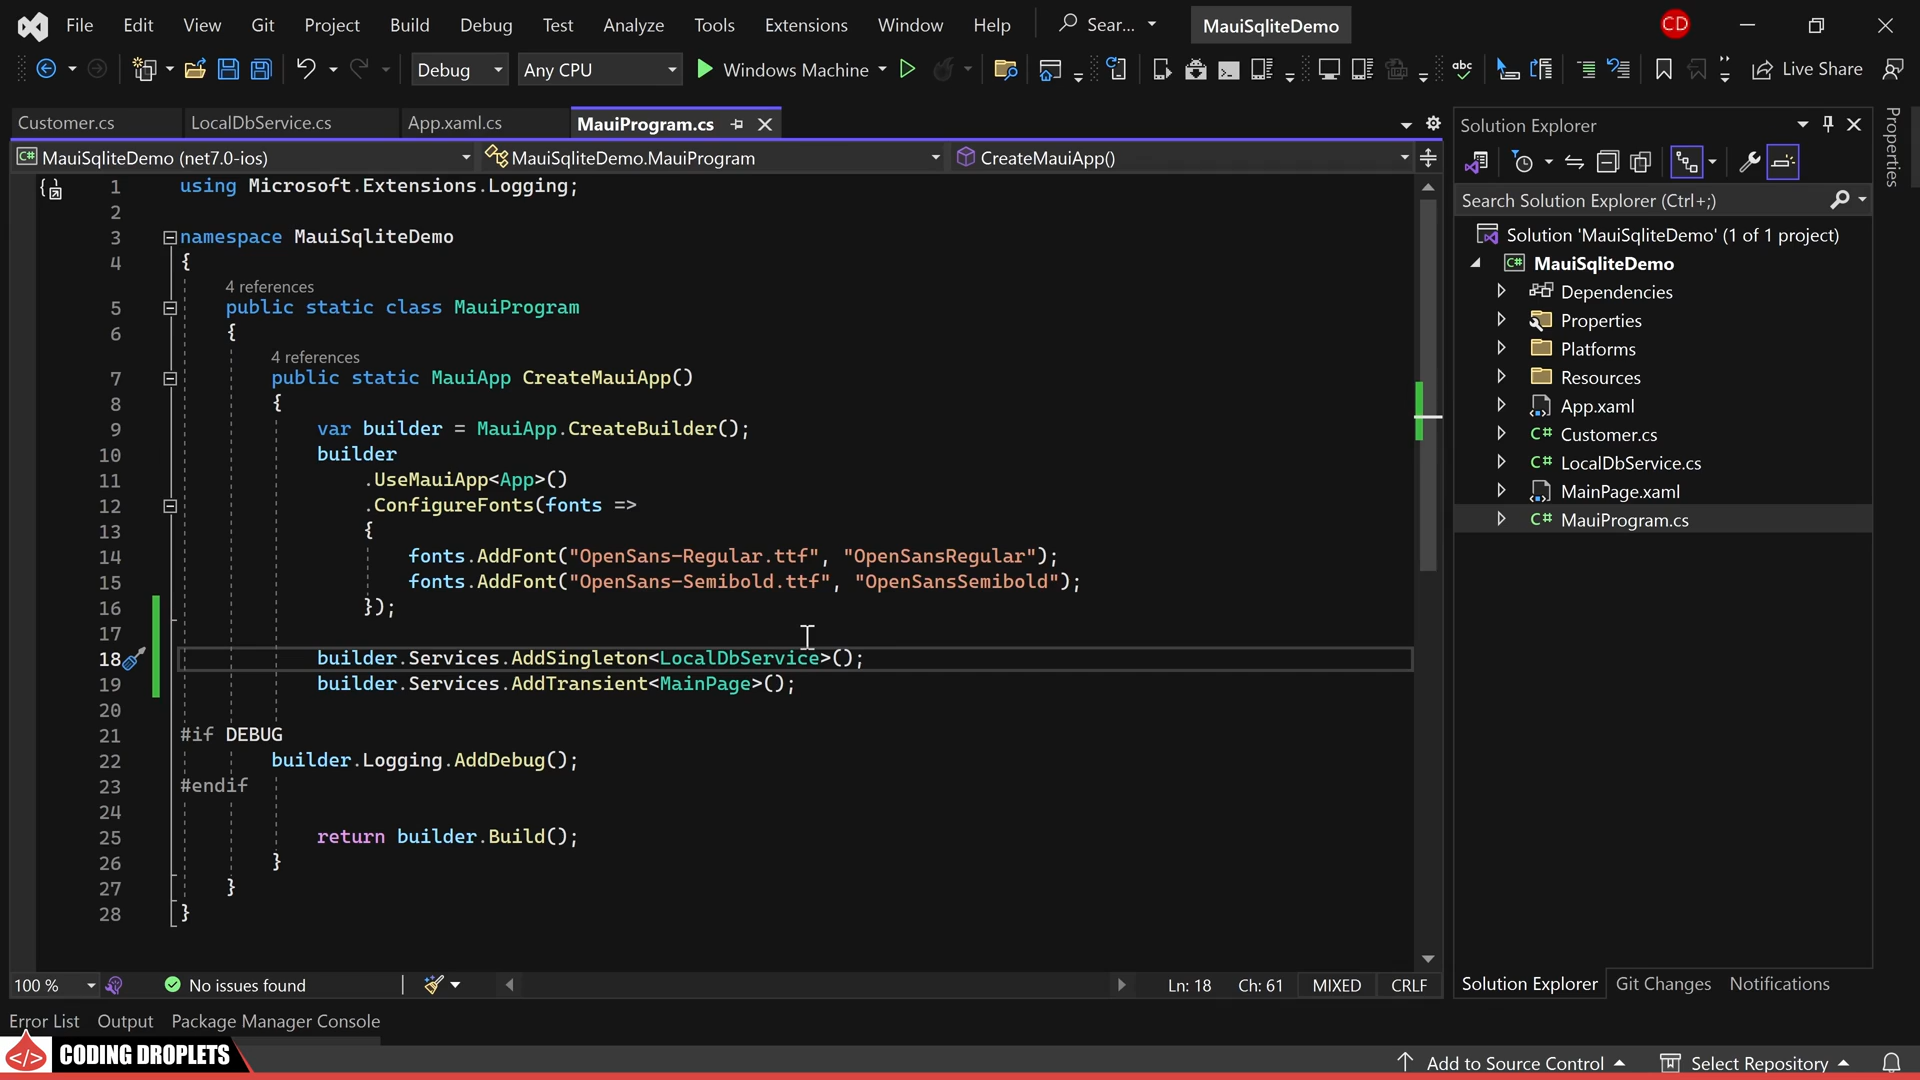 File Edit View Git Project Build Debug Test Analyze Tools Extensions Window Help Sear... MauiSqliteDemo CD
Debug Any CPU Windows Machine abc Live Share
Customer.cs LocalDbService.cs App.xaml.cs MauiProgram.cs
C# MauiSqliteDemo (net7.0-ios) MauiSqliteDemo.MauiProgram CreateMauiApp()
1 using Microsoft.Extensions.Logging;
2
3 namespace MauiSqliteDemo
4 {
4 references
5 public static class MauiProgram
6 {
4 references
7 public static MauiApp CreateMauiApp()
8 {
9 var builder = MauiApp.CreateBuilder();
10 builder
11 .UseMauiApp<App>()
12 .ConfigureFonts(fonts =>
13 {
14 fonts.AddFont("OpenSans-Regular.ttf", "OpenSansRegular");
15 fonts.AddFont("OpenSans-Semibold.ttf", "OpenSansSemibold");
16 });
17
18 builder.Services.AddSingleton<LocalDbService>();
19 builder.Services.AddTransient<MainPage>();
20
21 #if DEBUG
22 builder.Logging.AddDebug();
23 #endif
24
25 return builder.Build();
26 }
27 }
28 }
100 % No issues found Ln: 18 Ch: 61 MIXED CRLF
Solution Explorer
Search Solution Explorer (Ctrl+;)
Solution 'MauiSqliteDemo' (1 of 1 project)
C# MauiSqliteDemo
Dependencies
Properties
Platforms
Resources
App.xaml
C# Customer.cs
C# LocalDbService.cs
MainPage.xaml
C# MauiProgram.cs
Solution Explorer Git Changes Notifications
Properties
Error List Output Package Manager Console
</> CODING DROPLETS
Add to Source Control Select Repository